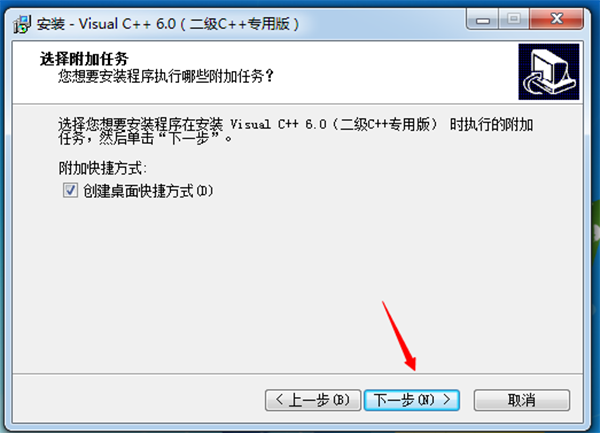 安装 - Visual C++ 6.0（二级C++专用版）
选择附加任务
您想要安装程序执行哪些附加任务？
选择您想要安装程序在安装 Visual C++ 6.0（二级C++专用版） 时执行的附加
任务，然后单击“下一步”。
附加快捷方式:
创建桌面快捷方式(D)
< 上一步(B) 下一步(N) > 取消